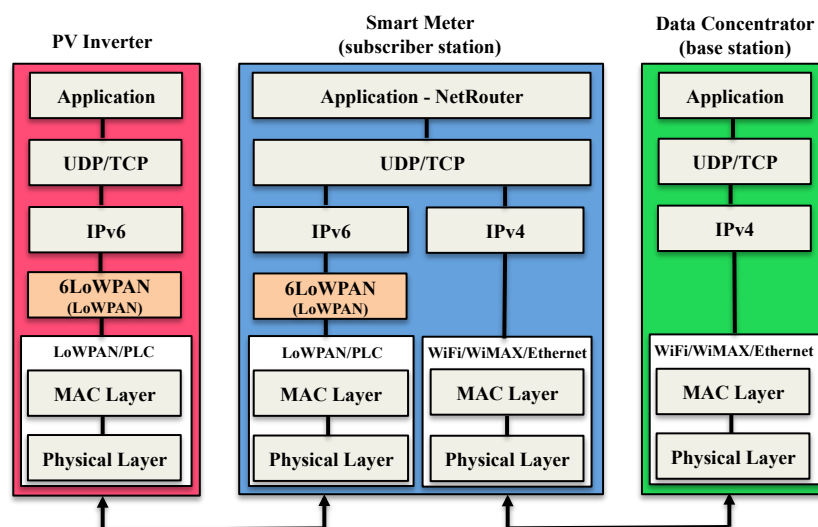 PV Inverter
Application
UDP/TCP
IPv6
6LoWPAN
(LoWPAN)
LoWPAN/PLC
MAC Layer
Physical Layer
Smart Meter
(subscriber station)
Application - NetRouter
UDP/TCP
IPv6
IPv4
6LoWPAN
(LoWPAN)
LoWPAN/PLC
MAC Layer
Physical Layer
WiFi/WiMAX/Ethernet
MAC Layer
Physical Layer
Data Concentrator
(base station)
Application
UDP/TCP
IPv4
WiFi/WiMAX/Ethernet
MAC Layer
Physical Layer